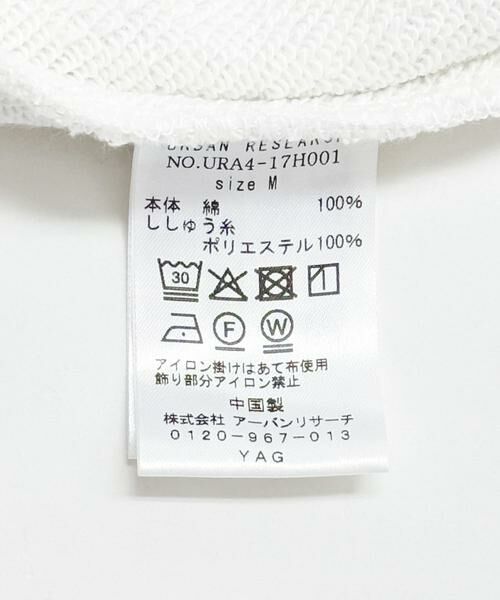 URBAN RESEARCH
NO.URA4-17H001
size M
本体 綿 100%
ししゅう糸
ポリエステル100%
30
F
W
アイロン掛けはあて布使用
飾り部分アイロン禁止
中国製
株式会社 アーバンリサーチ
0120-967-013
YAG